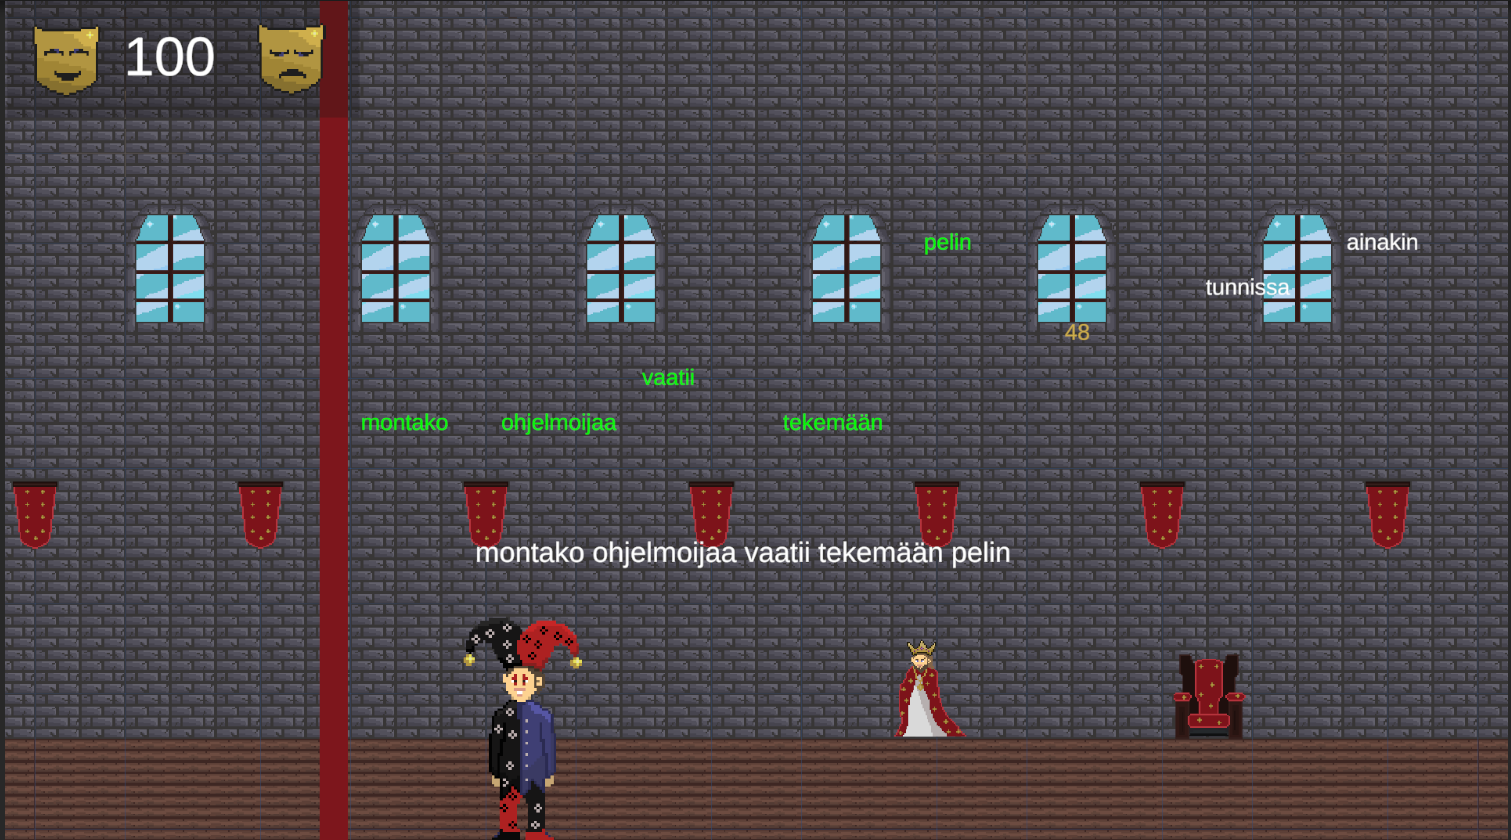 100
pelin
ainakin
tunnissa
48
vaatii
montako ohjelmoijaa tekemään
montako ohjelmoijaa vaatii tekemään pelin